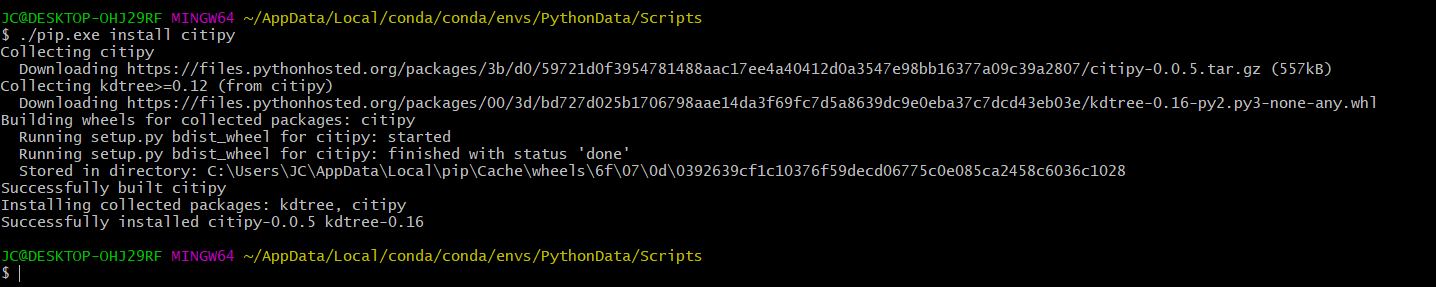 JC@DESKTOP-OHJ29RF MINGW64 ~/AppData/Local/conda/conda/envs/PythonData/Scripts
$ ./pip.exe install citipy
Collecting citipy
  Downloading https://files.pythonhosted.org/packages/3b/d0/59721d0f3954781488aac17ee4a40412d0a3547e98bb16377a09c39a2807/citipy-0.0.5.tar.gz (557kB)
Collecting kdtree>=0.12 (from citipy)
  Downloading https://files.pythonhosted.org/packages/00/3d/bd727d025b1706798aae14da3f69fc7d5a8639dc9e0eba37c7dcd43eb03e/kdtree-0.16-py2.py3-none-any.whl
Building wheels for collected packages: citipy
  Running setup.py bdist_wheel for citipy: started
  Running setup.py bdist_wheel for citipy: finished with status 'done'
  Stored in directory: C:\Users\JC\AppData\Local\pip\Cache\wheels\6f\07\0d\0392639cf1c10376f59decd06775c0e085ca2458c6036c1028
Successfully built citipy
Installing collected packages: kdtree, citipy
Successfully installed citipy-0.0.5 kdtree-0.16
JC@DESKTOP-OHJ29RF MINGW64 ~/AppData/Local/conda/conda/envs/PythonData/Scripts
$